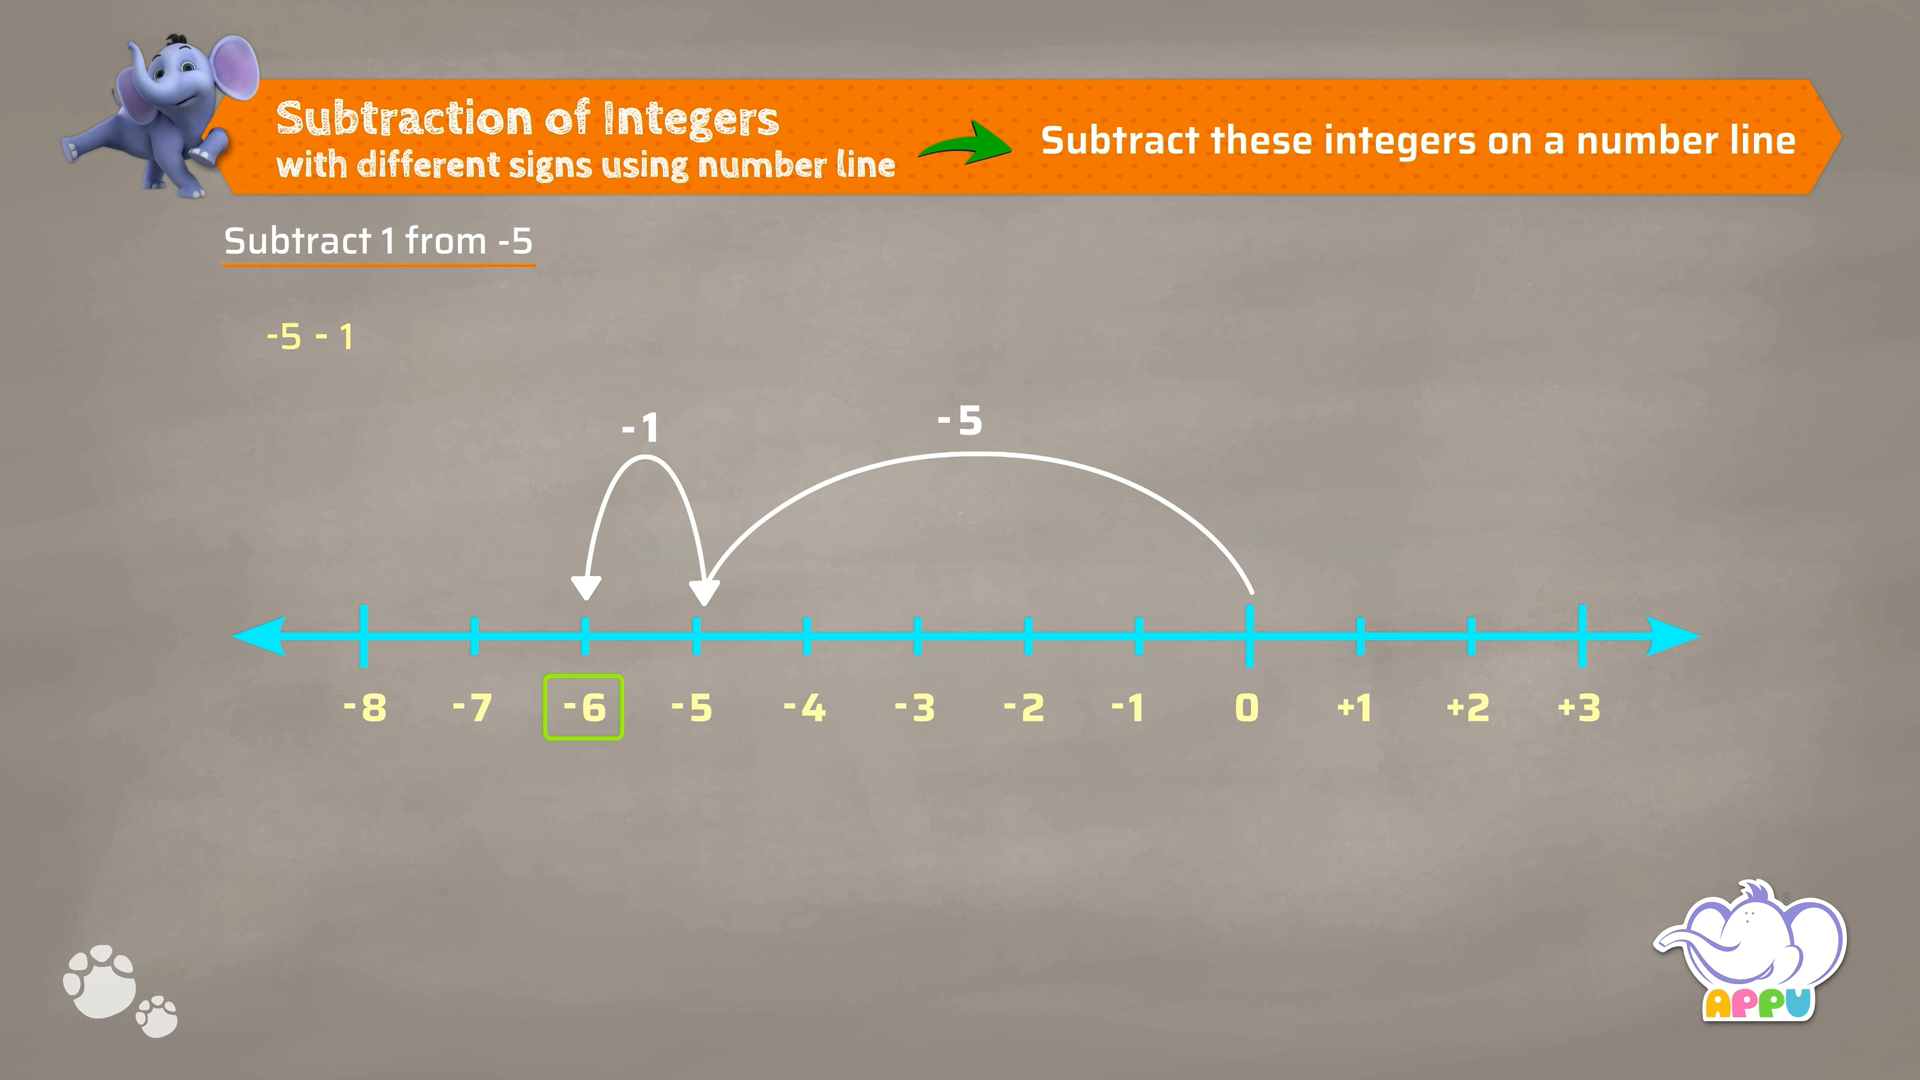 Subtraction of Integers
with different signs using number line
Subtract these integers on a number line
Subtract 1 from -5
-5 - 1
-1
-5
-8 -7 -6 -5 -4 -3 -2 -1 0 +1 +2 +3
APPU